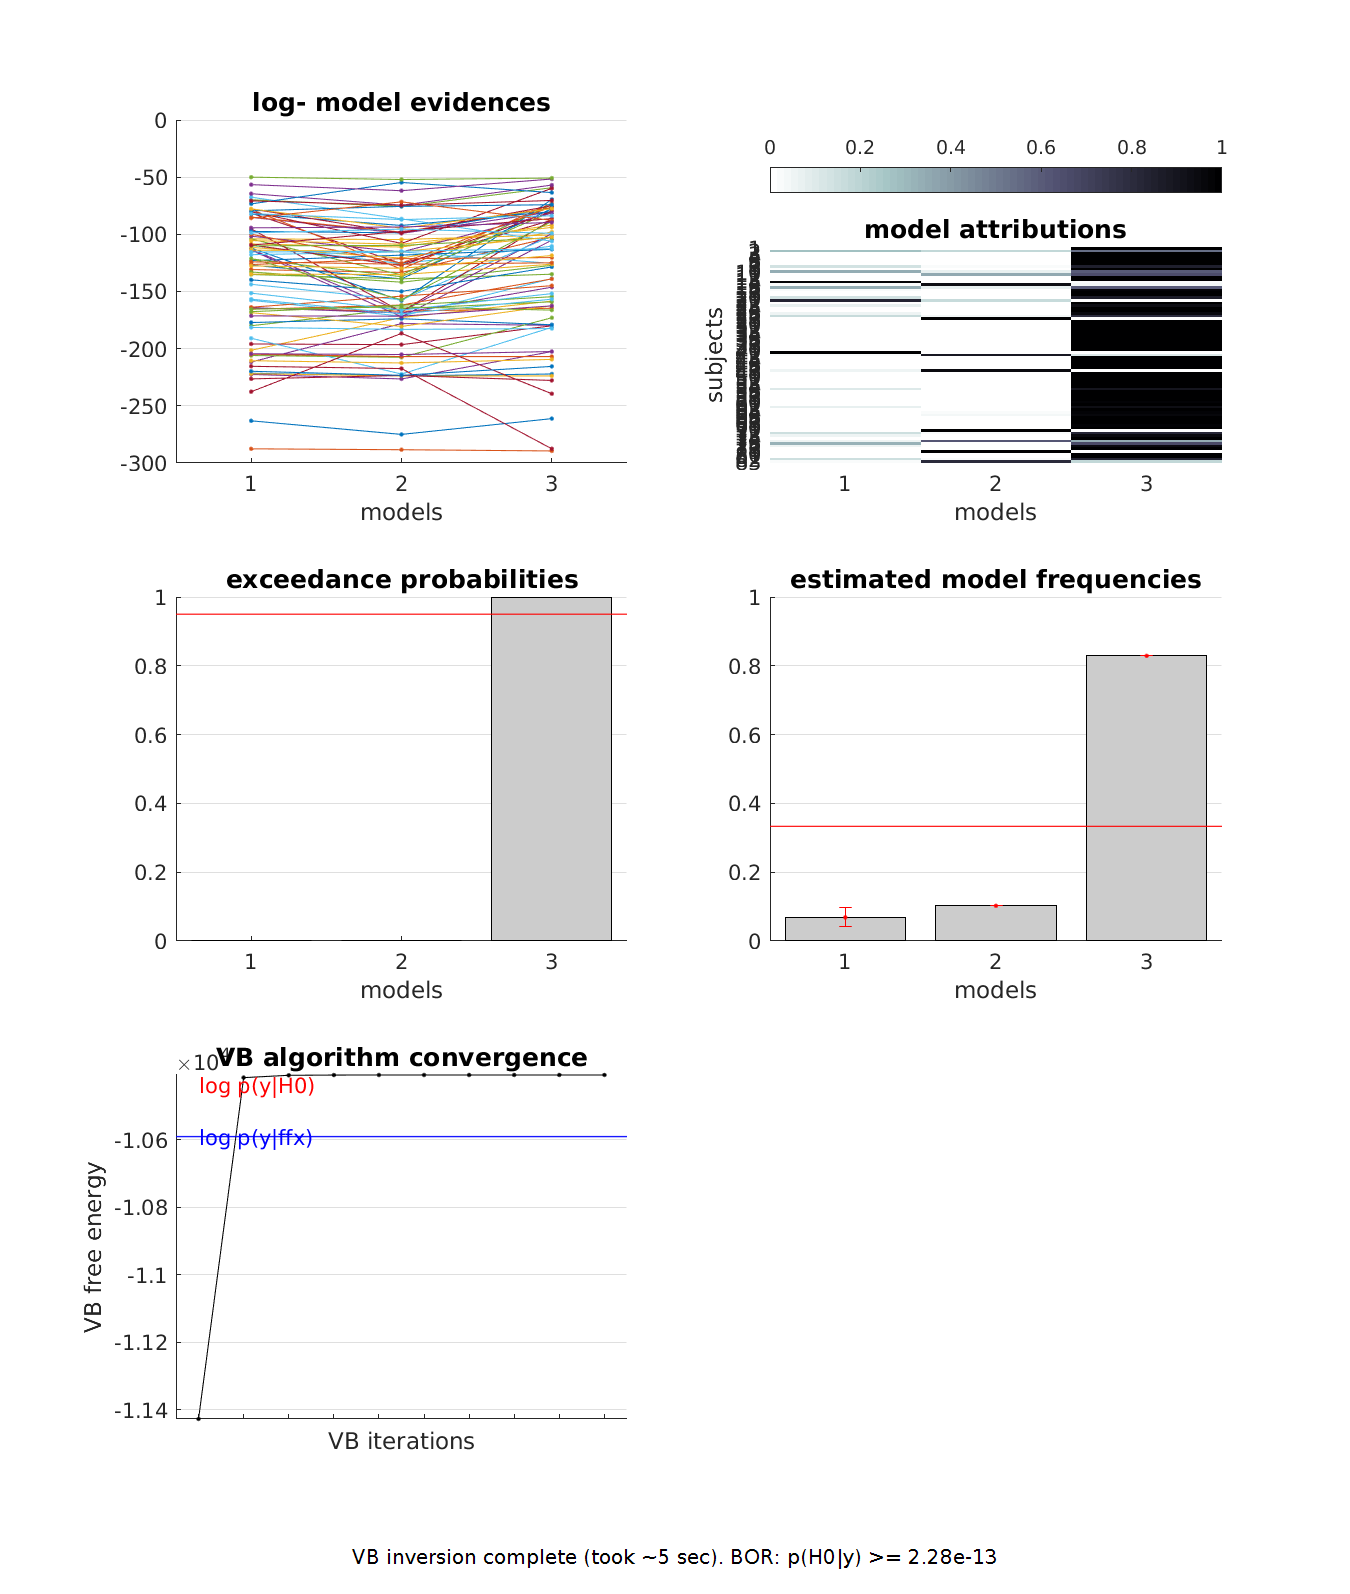 log- model evidences
0
-50
-100
-150
-200
-250
-300
1 2 3
models
0 0.2 0.4 0.6 0.8 1
model attributions
subjects
1 2 3
models
exceedance probabilities
1
0.8
0.6
0.4
0.2
0
1 2 3
models
estimated model frequencies
1
0.8
0.6
0.4
0.2
0
1 2 3
models
VB algorithm convergence
log p(y|H0)
log p(y|ffx)
-1.06
-1.08
-1.1
-1.12
-1.14
VB free energy
VB iterations
VB inversion complete (took ~5 sec). BOR: p(H0|y) >= 2.28e-13